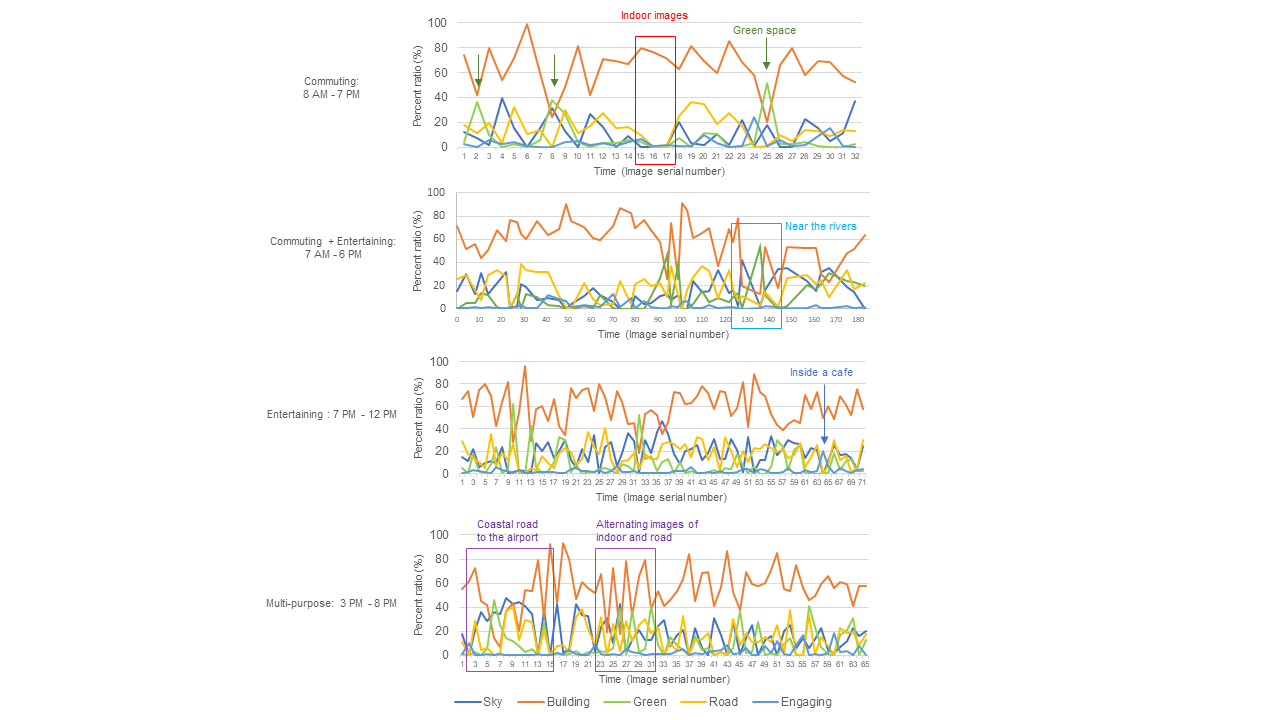 Indoor images
Green space
Commuting:
8 AM - 7 PM
Percent ratio (%)
100
80
60
40
20
0
1 2 3 4 5 6 7 8 9 10 11 12 13 14 15 16 17 18 19 20 21 22 23 24 25 26 27 28 29 30 31 32
Time (Image serial number)
Commuting + Entertaining:
7 AM - 6 PM
Percent ratio (%)
100
80
60
40
20
0
Near the rivers
0 10 20 30 40 50 60 70 80 90 100 110 120 130 140 150 160 170 180
Time (Image serial number)
Entertaining : 7 PM - 12 PM
Percent ratio (%)
100
80
60
40
20
0
Inside a cafe
1 3 5 7 9 11 13 15 17 19 21 23 25 27 29 31 33 35 37 39 41 43 45 47 49 51 53 55 57 59 61 63 65 67 69 71
Time (Image serial number)
Coastal road
to the airport
Alternating images of
indoor and road
Multi-purpose: 3 PM - 8 PM
Percent ratio (%)
100
80
60
40
20
0
1 3 5 7 9 11 13 15 17 19 21 23 25 27 29 31 33 35 37 39 41 43 45 47 49 51 53 55 57 59 61 63 65
Time (Image serial number)
Sky Building Green Road Engaging